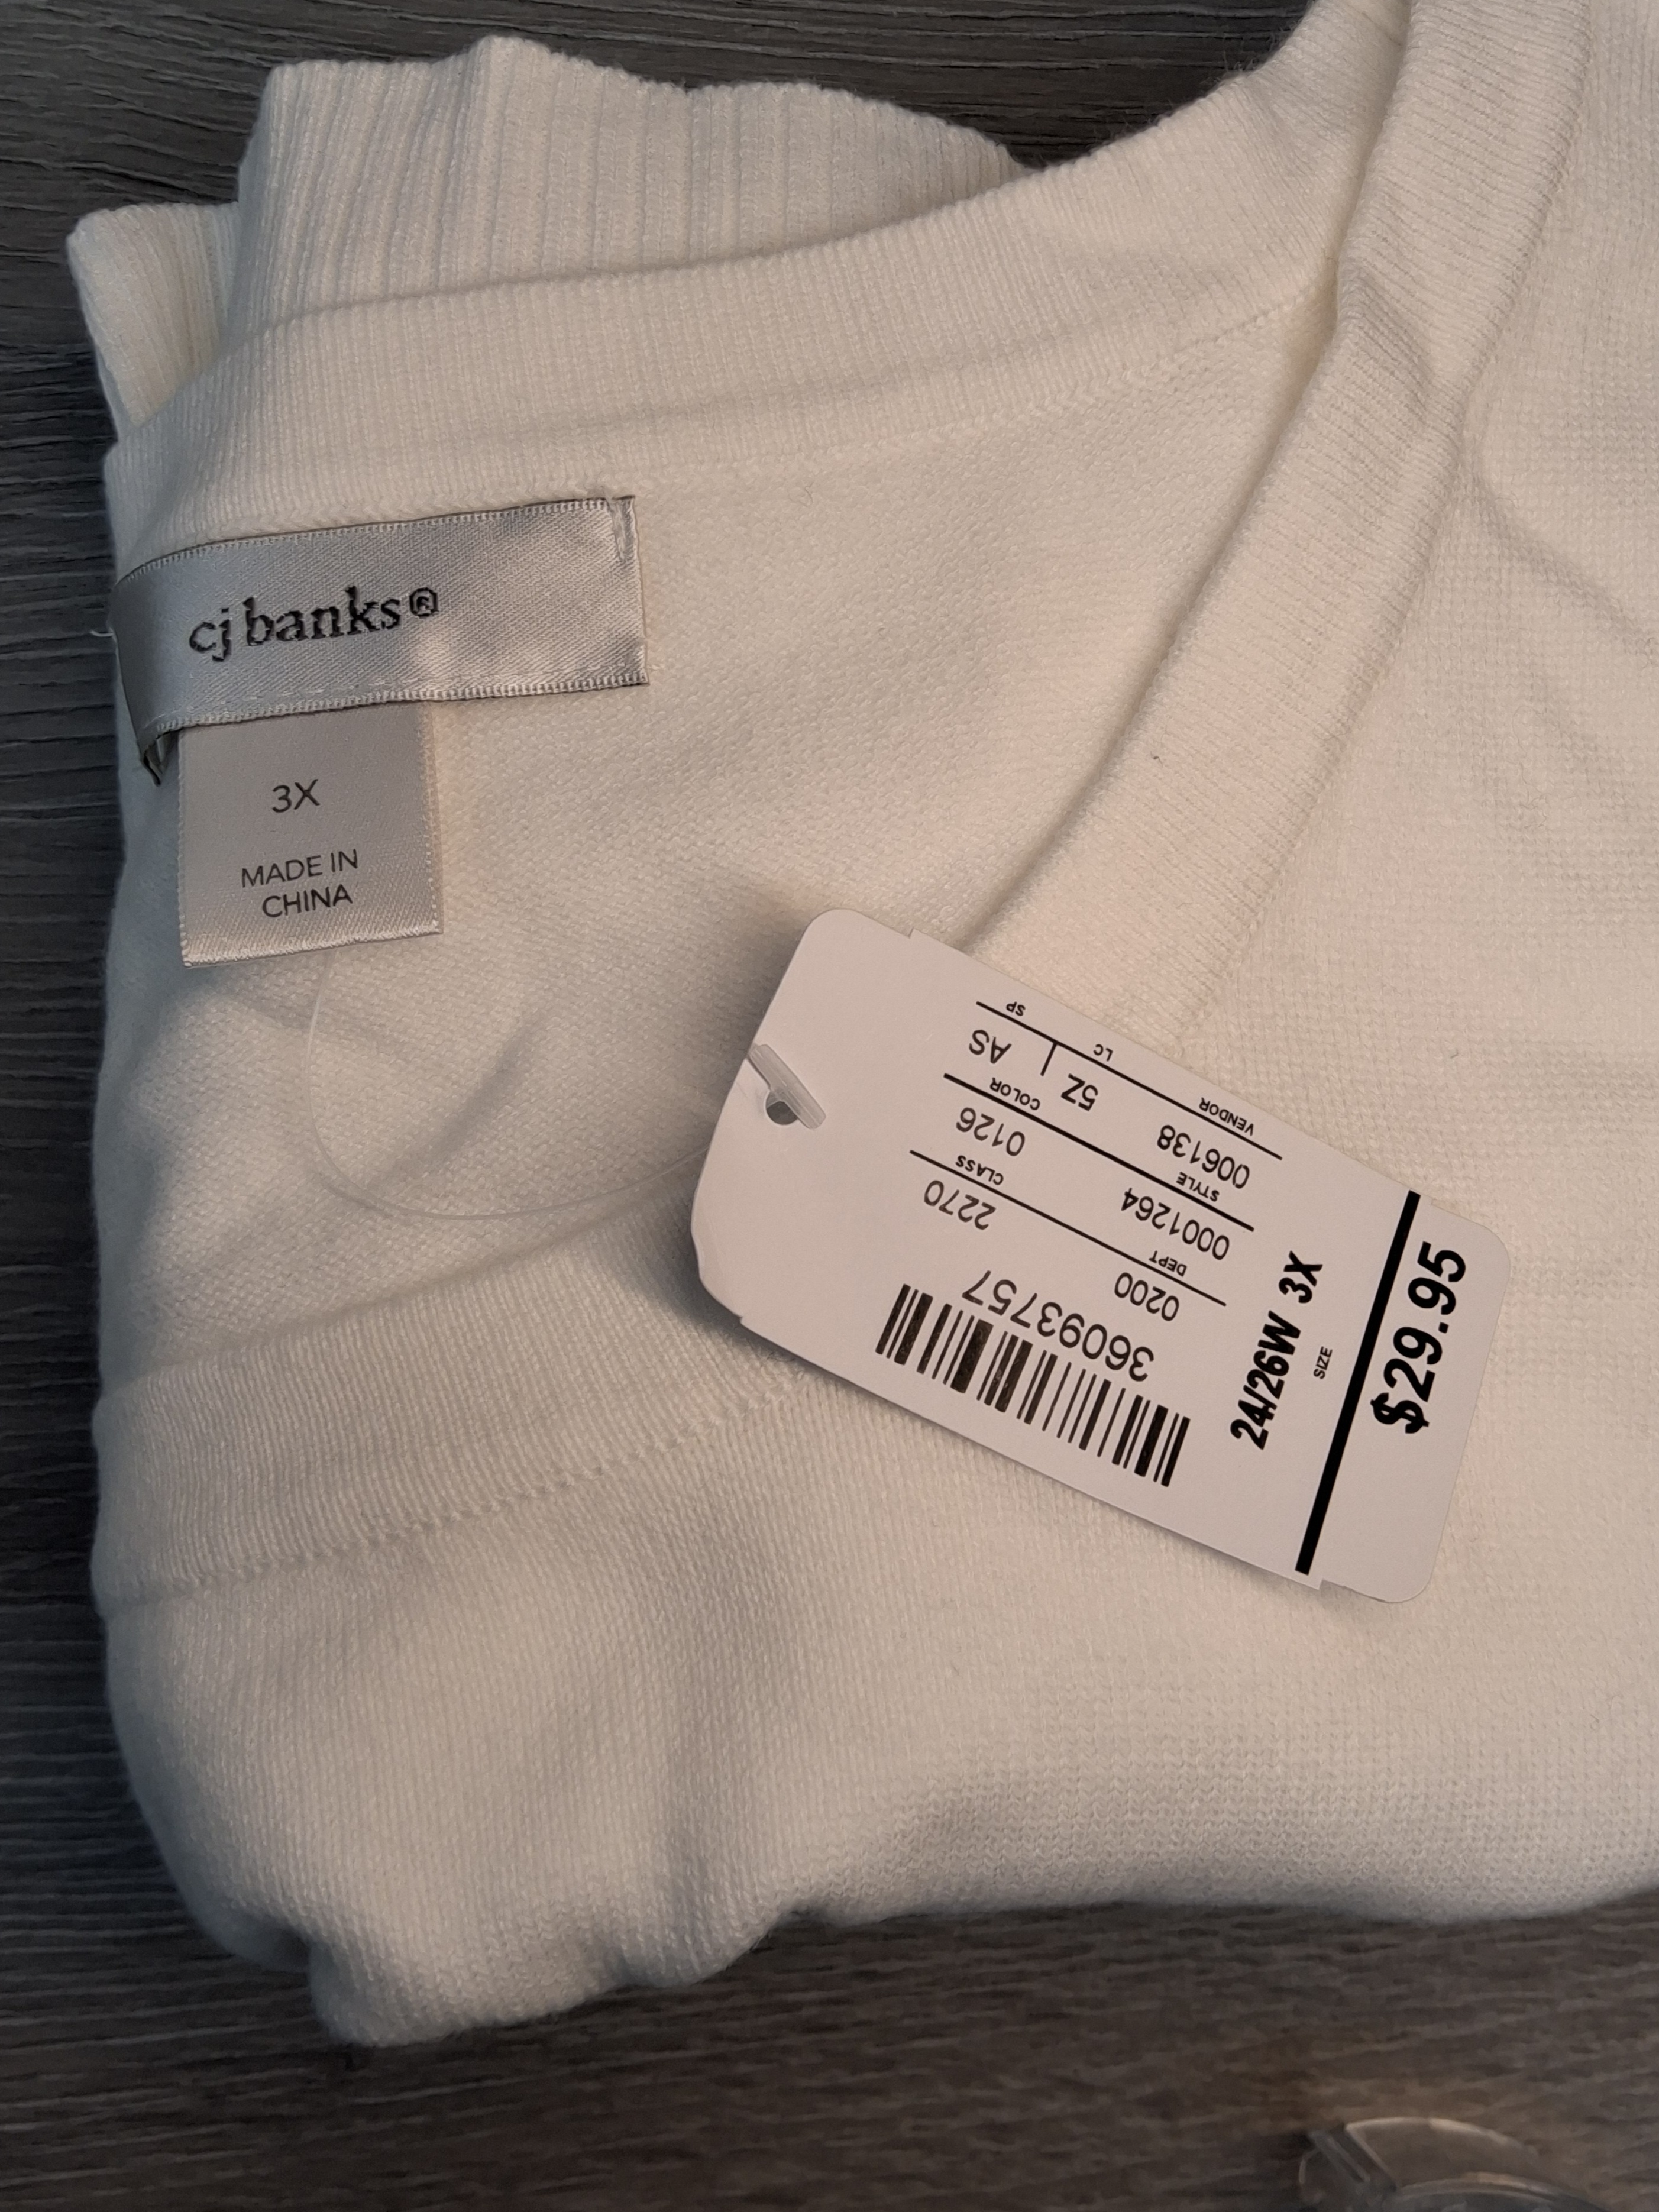 cj banks®
3X
MADE IN
CHINA
36093757
0200 2270
DEPT CLASS
0001264 0126
STYLE COLOR
006138 5Z AS
VENDOR LC SP
24/26W 3X
SIZE
$29.95